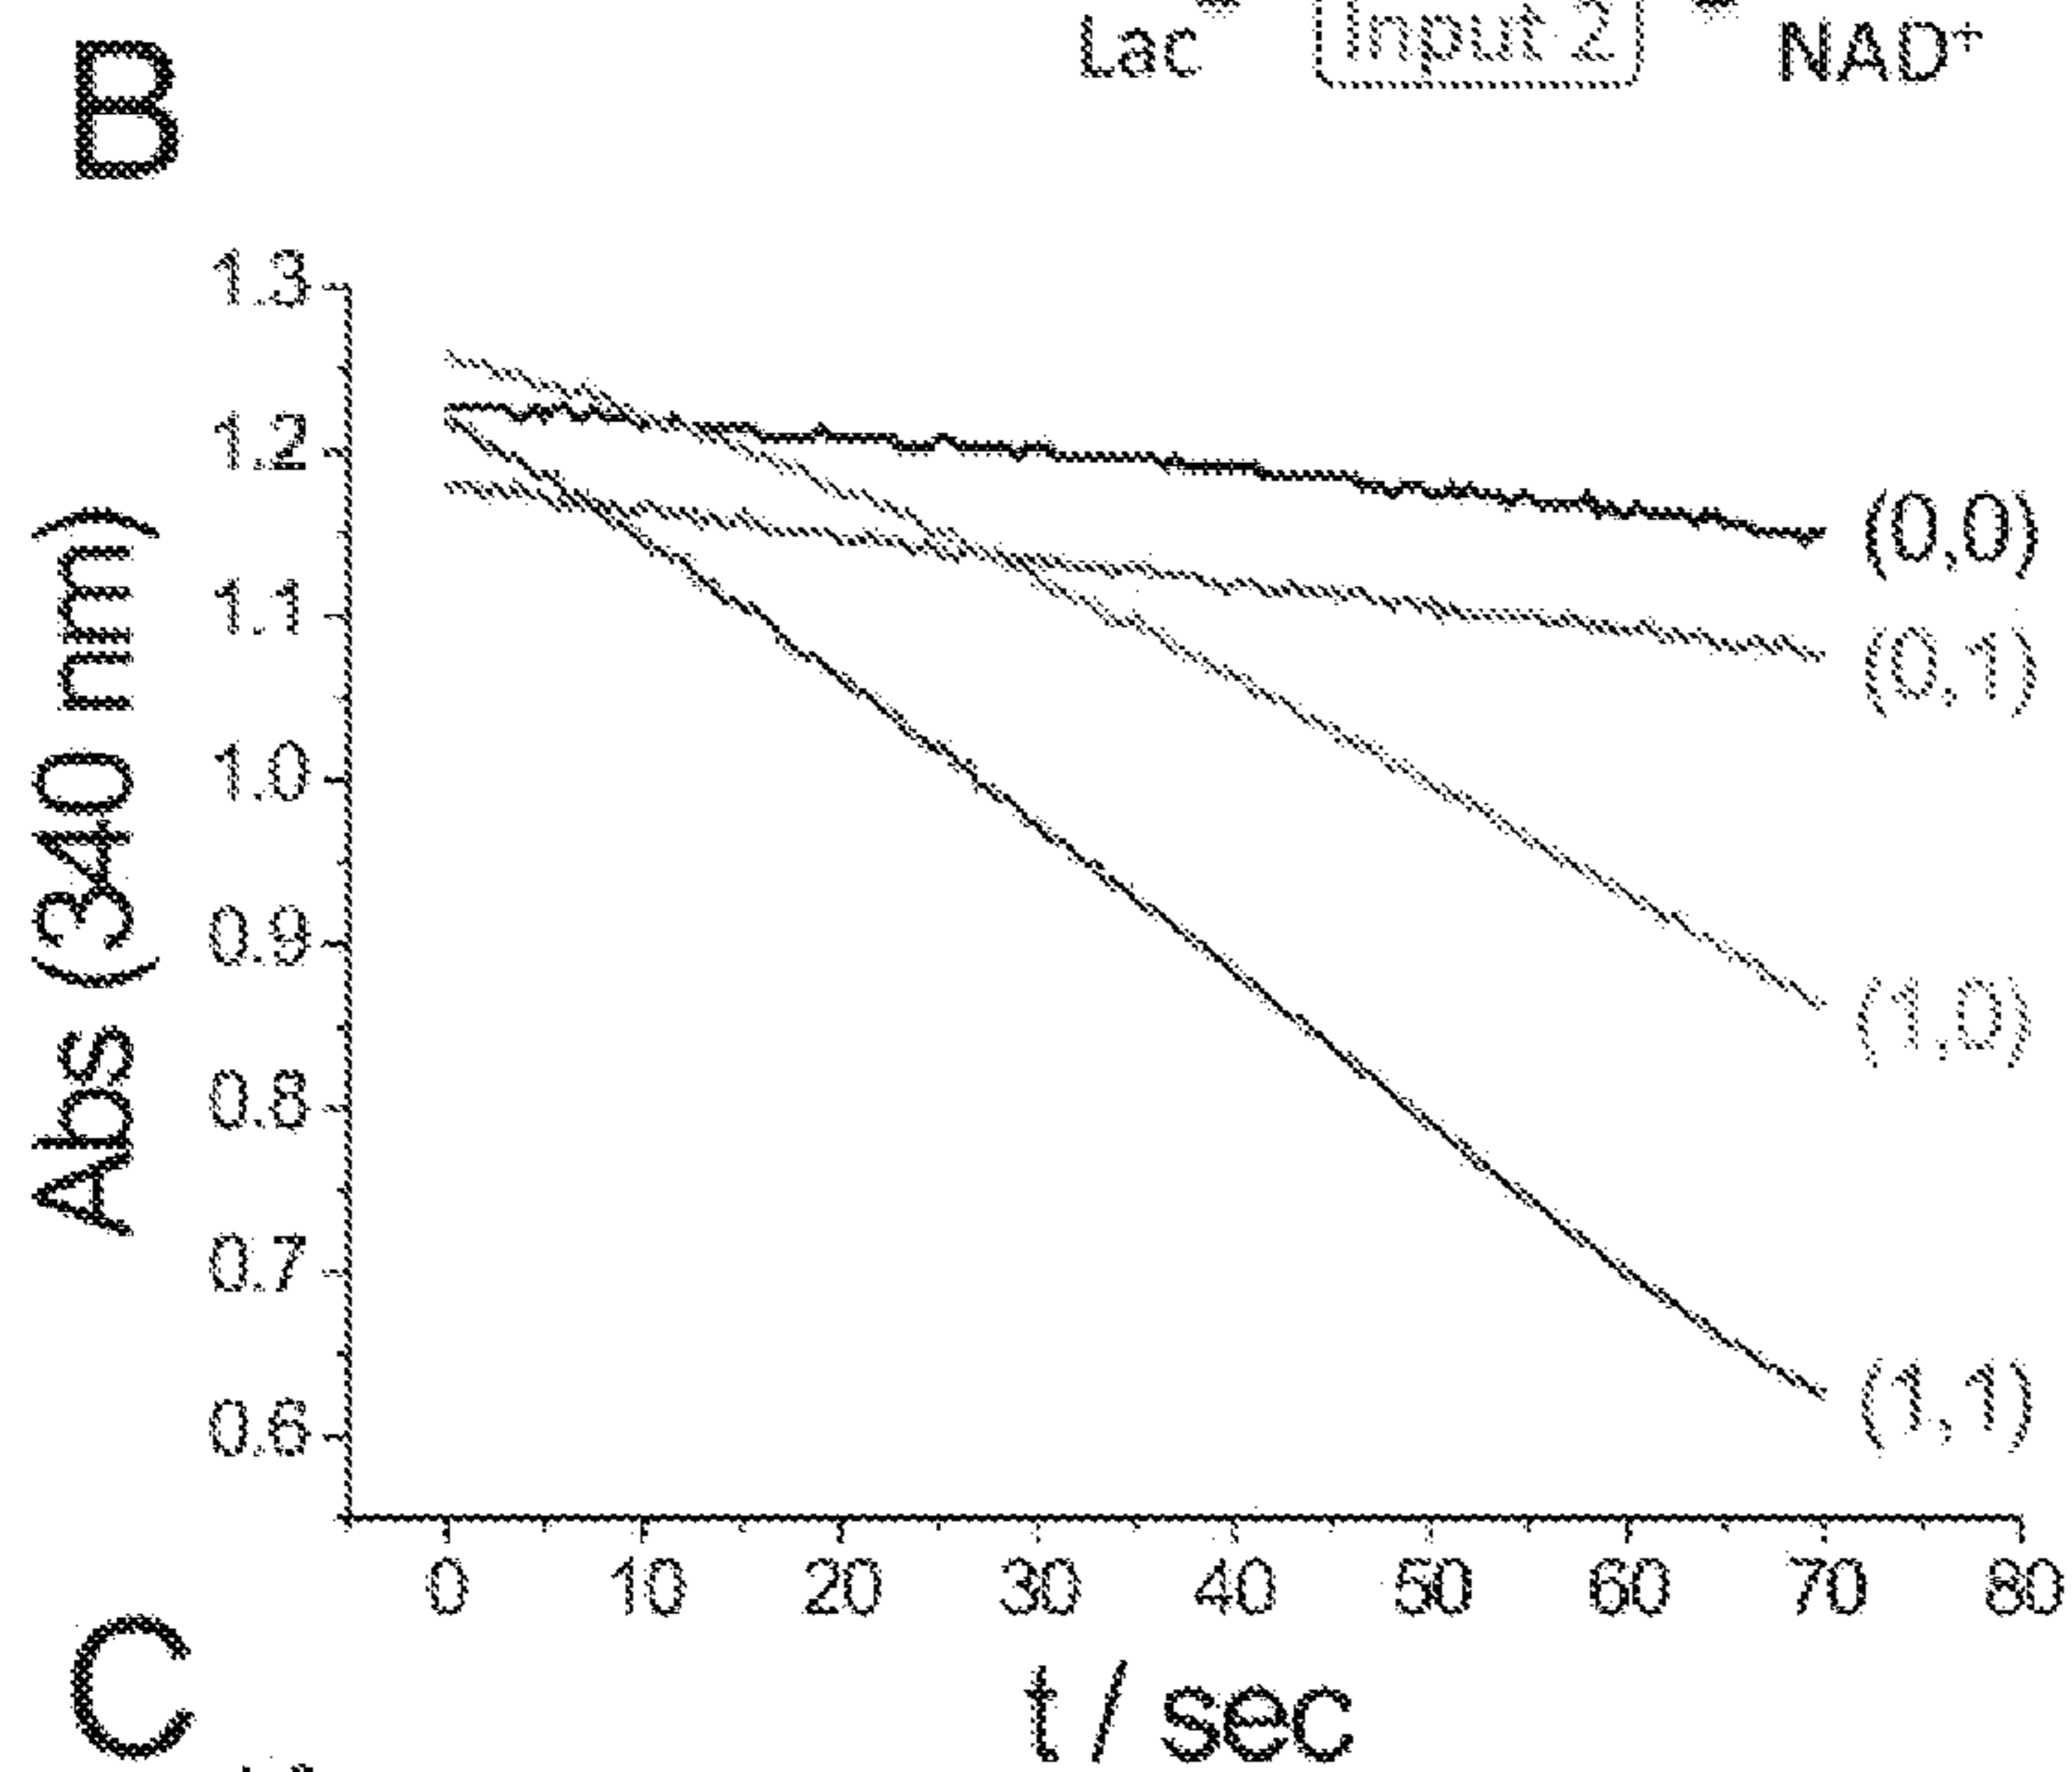 B
Lac Input 2 NAD⁺
Abs (340 nm)
1.3
1.2
1.1
1.0
0.9
0.8
0.7
0.6
(0,0)
(0,1)
(1,0)
(1,1)
0 10 20 30 40 50 60 70 80
t / sec
C